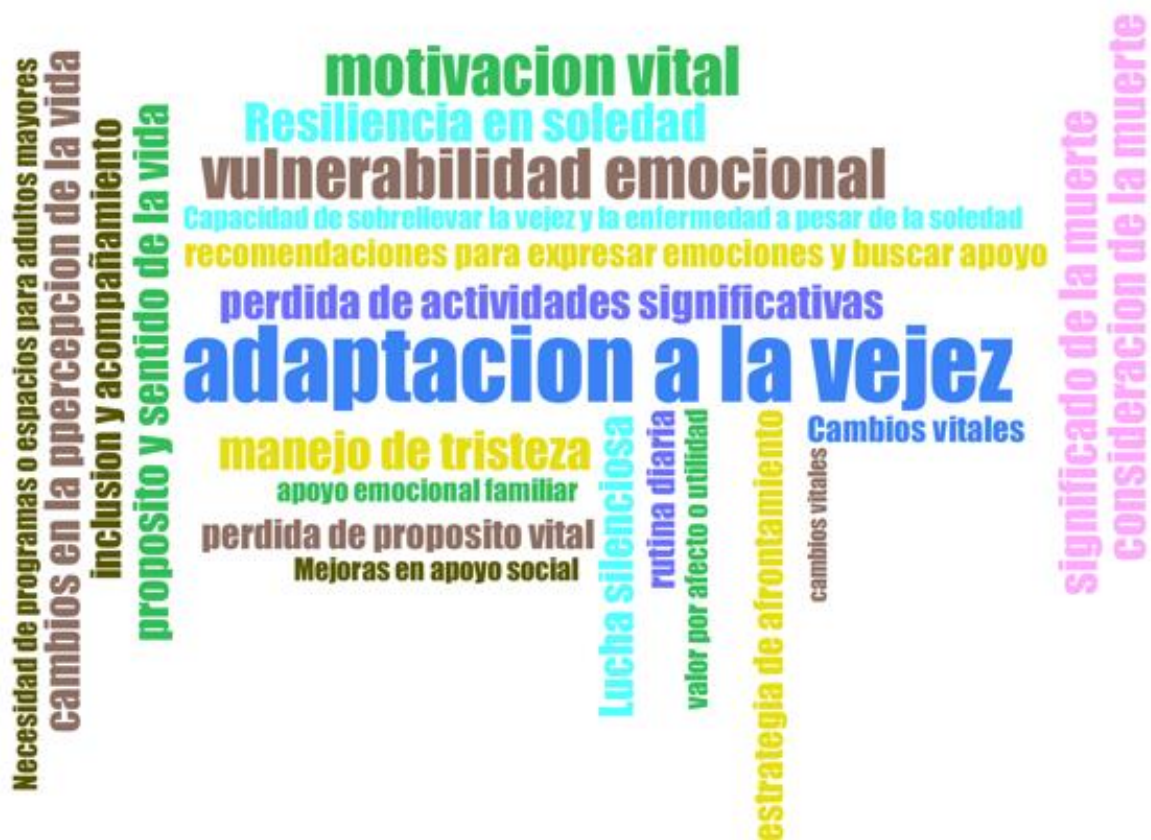 Necesidad de programas o espacios para adultos mayores
cambios en la ppercepcion de la vida
inclusion y acompañamiento
proposito y sentido de la vida
motivacion vital
Resiliencia en soledad
vulnerabilidad emocional
Capacidad de sobrellevar la vejez y la enfermedad a pesar de la soledad
recomendaciones para expresar emociones y buscar apoyo
perdida de actividades significativas
adaptacion a la vejez
manejo de tristeza
apoyo emocional familiar
perdida de proposito vital
Mejoras en apoyo social
Lucha silenciosa
rutina diaria
valor por afecto o utilidad
estrategia de afrontamiento
Cambios vitales
cambios vitales
significado de la muerte
consideracion de la muerte